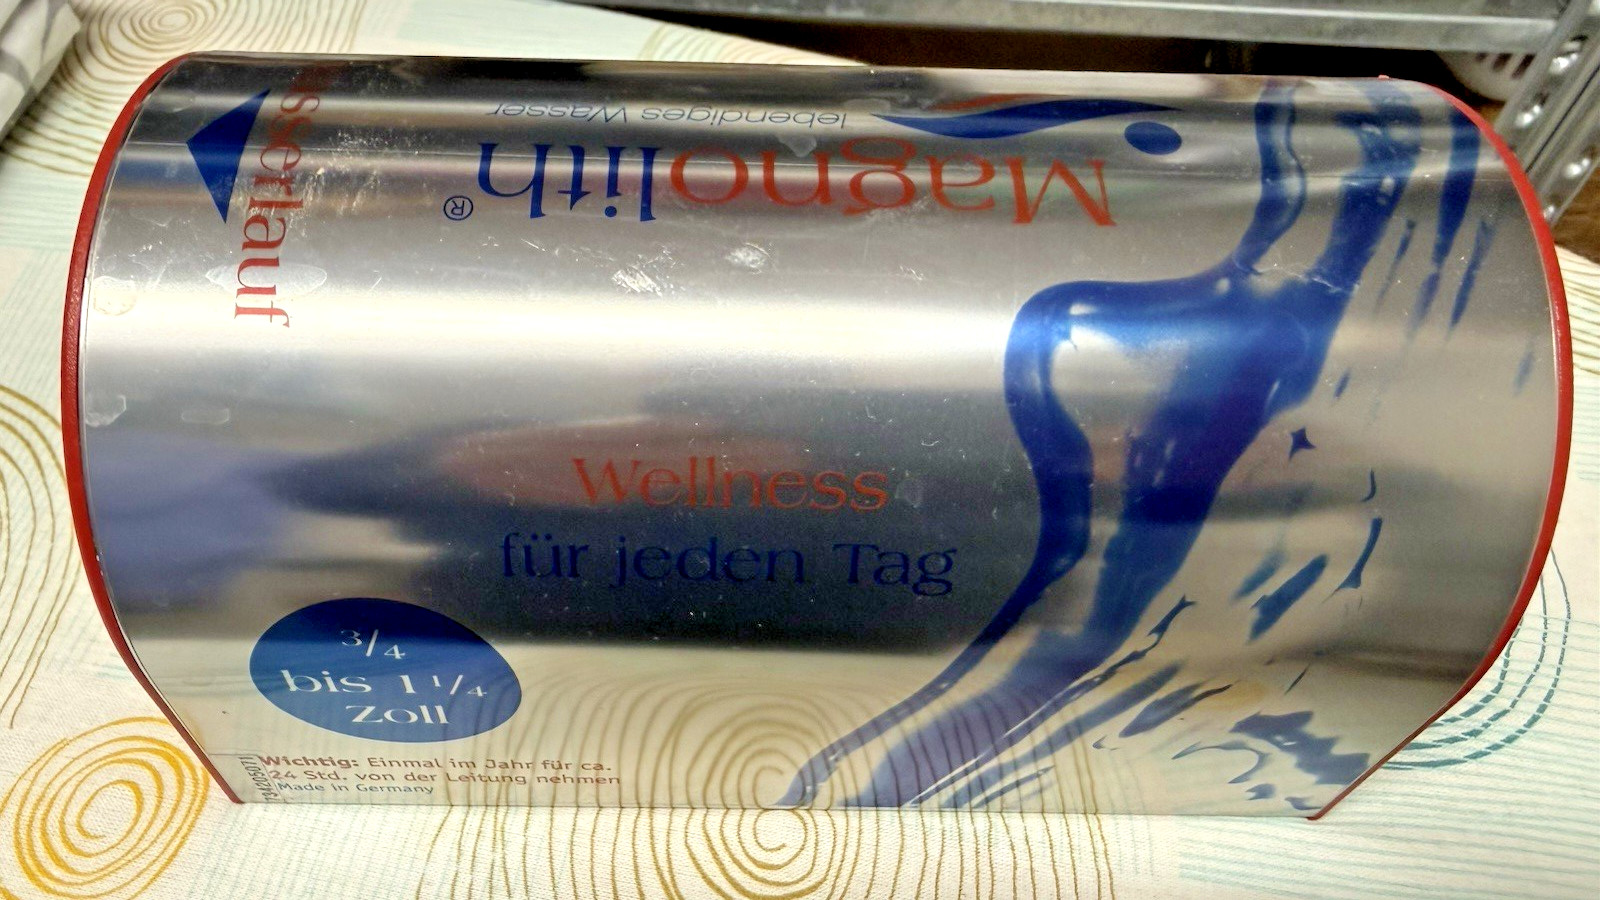 Magnolith®
lebendiges Wasser
Wellness
für jeden Tag
3/4
bis 1 1/4
Zoll
Wichtig: Einmal im Jahr für ca.
24 Std. von der Leitung nehmen
Made in Germany